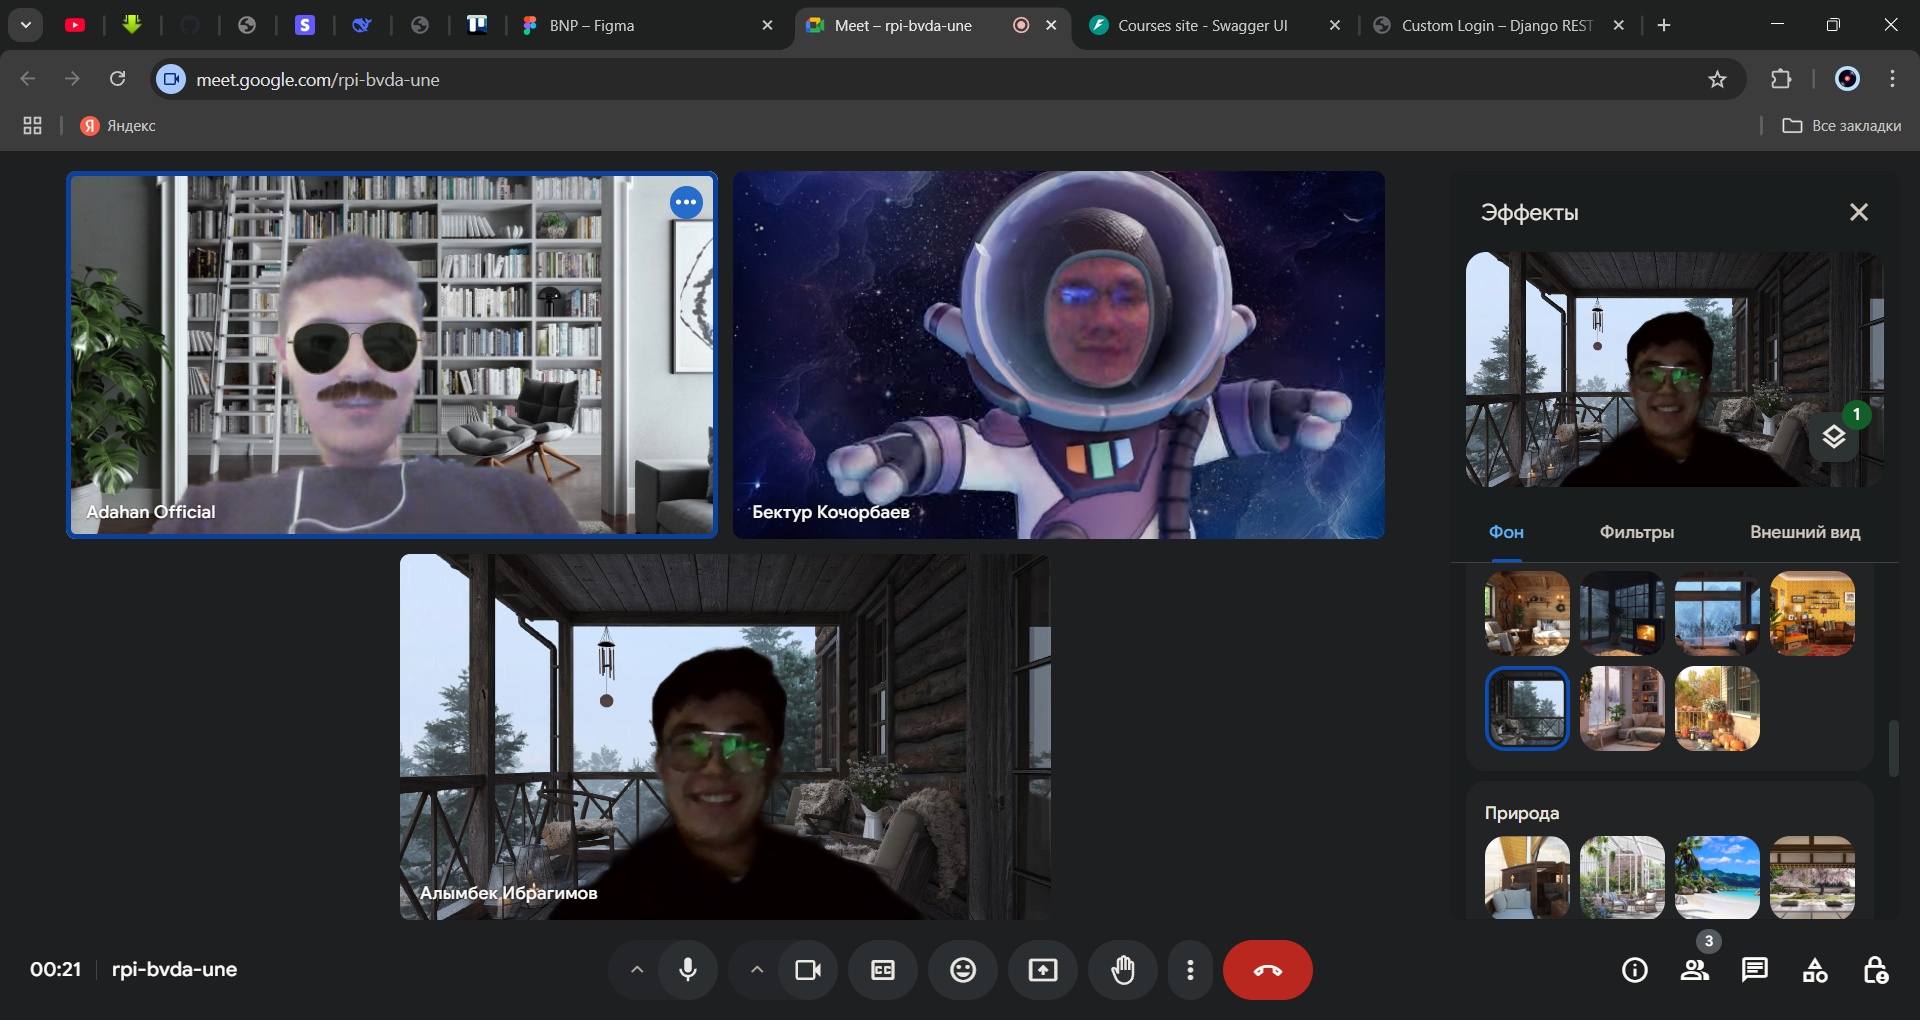 BNP – Figma
Meet – rpi-bvda-une
Courses site - Swagger UI
Custom Login – Django REST
meet.google.com/rpi-bvda-une
Я Яндекс
Все закладки
Adahan Official
Бектур Кочорбаев
Алымбек Ибрагимов
Эффекты
1
Фон
Фильтры
Внешний вид
Природа
00:21
rpi-bvda-une
CC
3